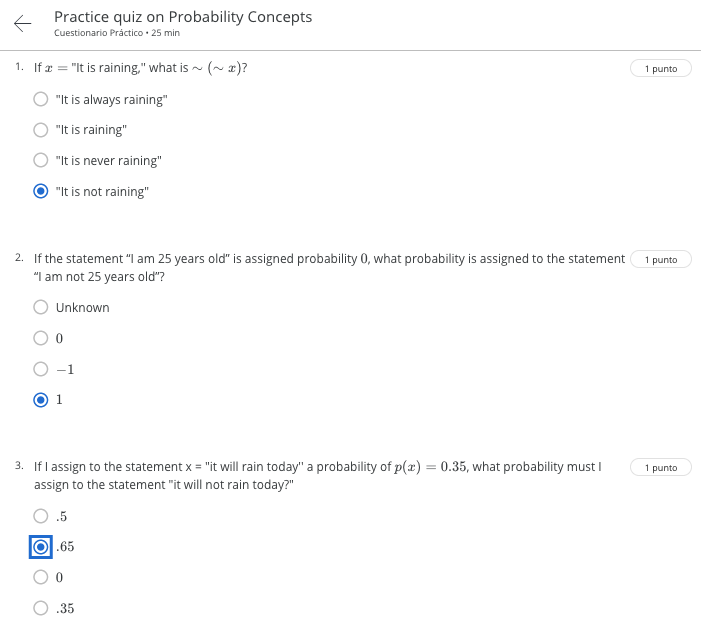 Practice quiz on Probability Concepts
Cuestionario Práctico • 25 min
1. If x = "It is raining," what is ∼ (∼ x)?
1 punto
"It is always raining"
"It is raining"
"It is never raining"
"It is not raining"
2. If the statement “I am 25 years old” is assigned probability 0, what probability is assigned to the statement
1 punto
“I am not 25 years old”?
Unknown
0
−1
1
3. If I assign to the statement x = "it will rain today" a probability of p(x) = 0.35, what probability must I
1 punto
assign to the statement "it will not rain today?"
.5
.65
0
.35